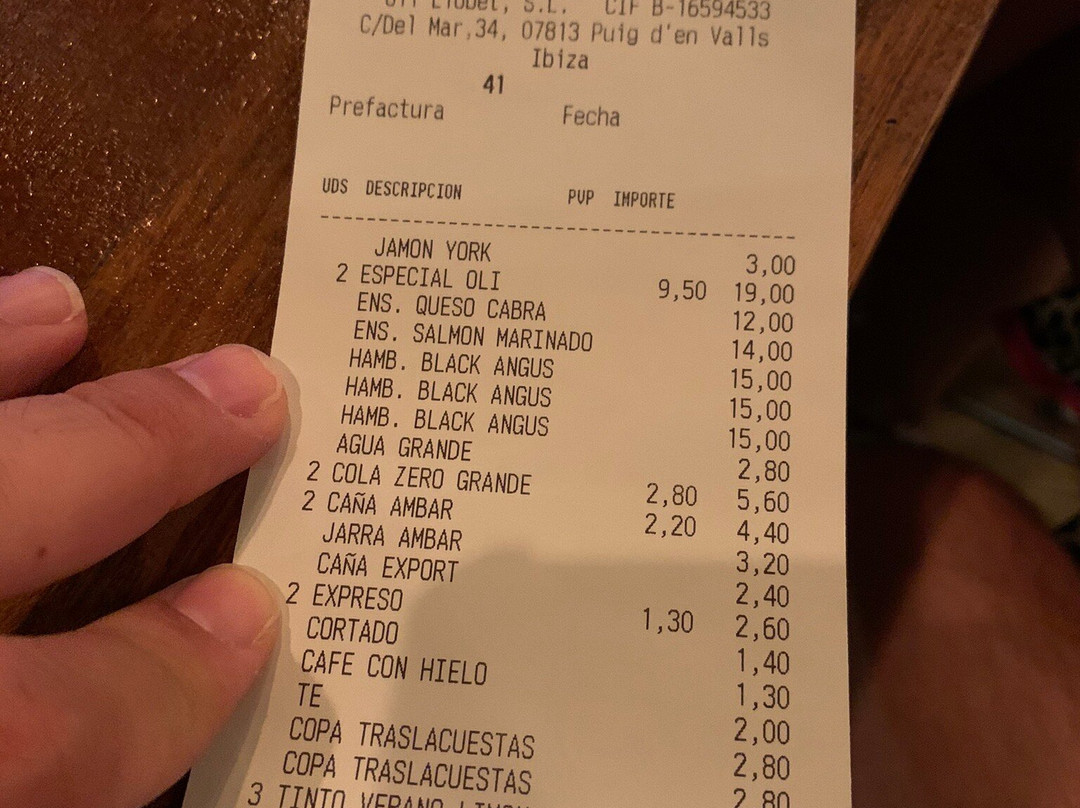 S.L. CIF B-16594533
C/Del Mar,34, 07813 Puig d'en Valls
Ibiza
41
Prefactura Fecha
UDS DESCRIPCION PVP IMPORTE
JAMON YORK 3,00
2 ESPECIAL OLI 9,50 19,00
ENS. QUESO CABRA 12,00
ENS. SALMON MARINADO 14,00
HAMB. BLACK ANGUS 15,00
HAMB. BLACK ANGUS 15,00
HAMB. BLACK ANGUS 15,00
AGUA GRANDE 2,80
2 COLA ZERO GRANDE 2,80 5,60
2 CAÑA AMBAR 2,20 4,40
JARRA AMBAR 3,20
CAÑA EXPORT 2,40
2 EXPRESO 1,30 2,60
CORTADO 1,40
CAFE CON HIELO 1,30
TE 2,00
COPA TRASLACUESTAS 2,80
COPA TRASLACUESTAS 2,80
3 TINTO VERANO